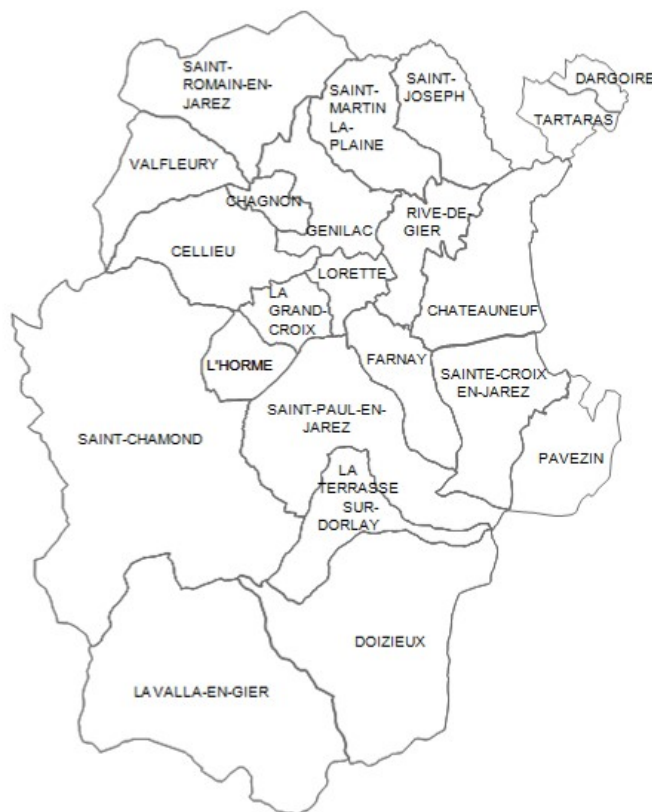 SAINT-
ROMAIN-EN-
JAREZ
SAINT-
MARTIN
LA-
PLAINE
SAINT-
JOSEPH
DARGOIRE
TARTARAS
VALFLEURY
CHAGNON
GENILAC
RIVE-DE-
GIER
CELLIEU
LORETTE
LA
GRAND-
CROIX
CHATEAUNEUF
L'HORME
FARNAY
SAINTE-CROIX
EN-JAREZ
SAINT-PAUL-EN-
JAREZ
SAINT-CHAMOND
PAVEZIN
LA
TERRASSE
SUR-
DORLAY
DOIZIEUX
LA VALLA-EN-GIER